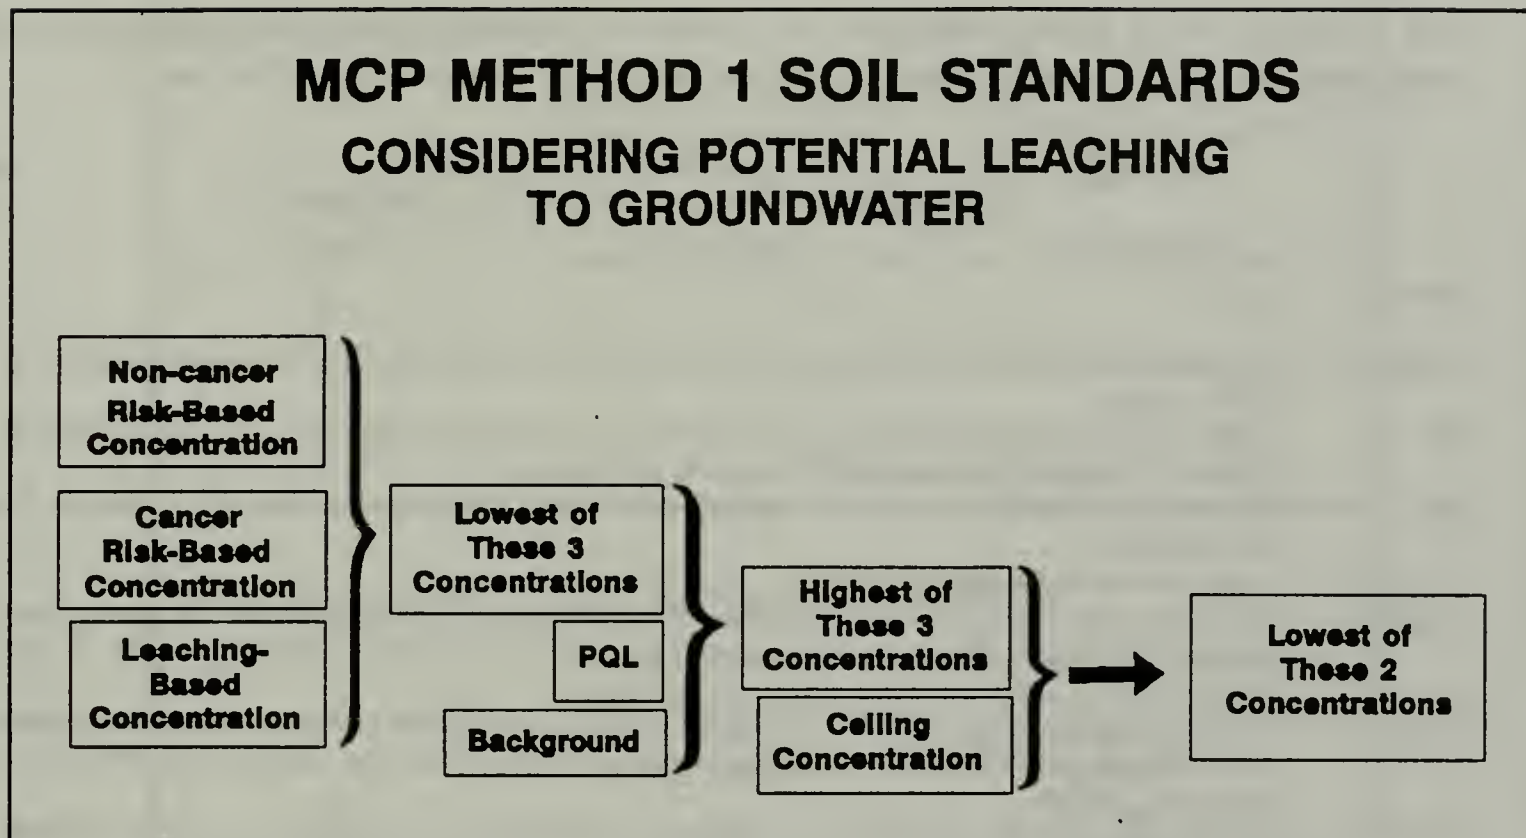 MCP METHOD 1 SOIL STANDARDS
CONSIDERING POTENTIAL LEACHING
TO GROUNDWATER
Non-cancer
Risk-Based
Concentration
Cancer
Risk-Based
Concentration
Leaching-
Based
Concentration
Lowest of
These 3
Concentrations
PQL
Background
Highest of
These 3
Concentrations
Ceiling
Concentration
Lowest of
These 2
Concentrations